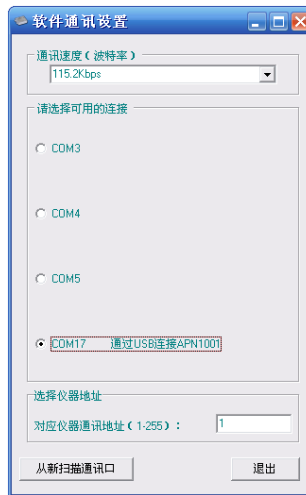 软件通讯设置
通讯速度（波特率）
115.2Kbps
请选择可用的连接
COM3
COM4
COM5
COM17 通过USB连接APN1001
选择仪器地址
对应仪器通讯地址（1-255）：
1
从新扫描通讯口
退出